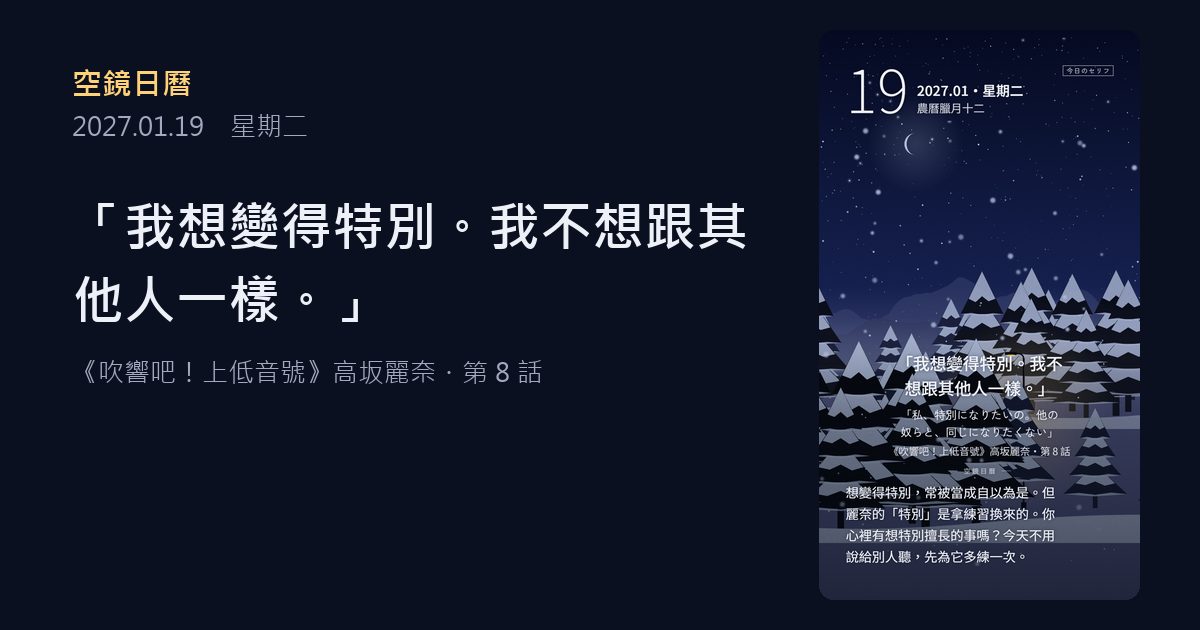 空鏡日曆
2027.01.19 星期二
「我想變得特別。我不想跟其
他人一樣。」
《吹響吧！上低音號》高坂麗奈・第 8 話
今日のセリフ
19
2027.01・星期二
農曆臘月十二
「我想變得特別。我不
想跟其他人一樣。」
「私、特別になりたいの。他の
奴らと、同じになりたくない」
《吹響吧！上低音號》高坂麗奈・第 8 話
空鏡日曆
想變得特別，常被當成自以為是。但
麗奈的「特別」是拿練習換來的。你
心裡有想特別擅長的事嗎？今天不用
說給別人聽，先為它多練一次。